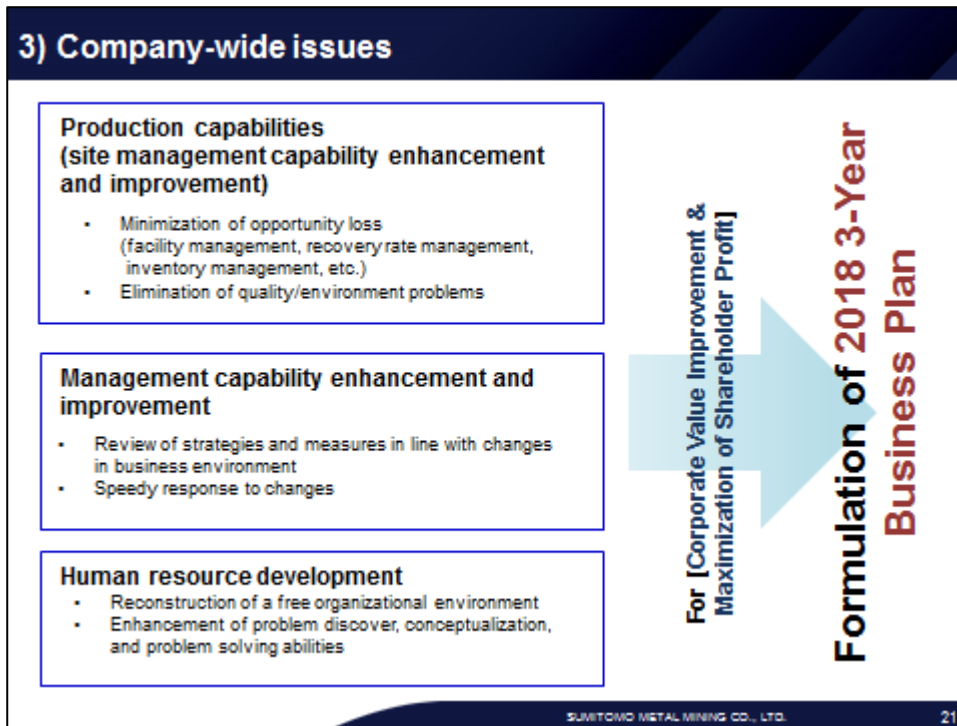 3) Company-wide issues
Production capabilities
(site management capability enhancement
and improvement)
▪ Minimization of opportunity loss
(facility management, recovery rate management,
inventory management, etc.)
▪ Elimination of quality/environment problems
Management capability enhancement and
improvement
▪ Review of strategies and measures in line with changes
in business environment
▪ Speedy response to changes
Human resource development
▪ Reconstruction of a free organizational environment
▪ Enhancement of problem discover, conceptualization,
and problem solving abilities
For [Corporate Value Improvement &
Maximization of Shareholder Profit]
Formulation of 2018 3-Year
Business Plan
SUMITOMO METAL MINING CO., LTD.
21